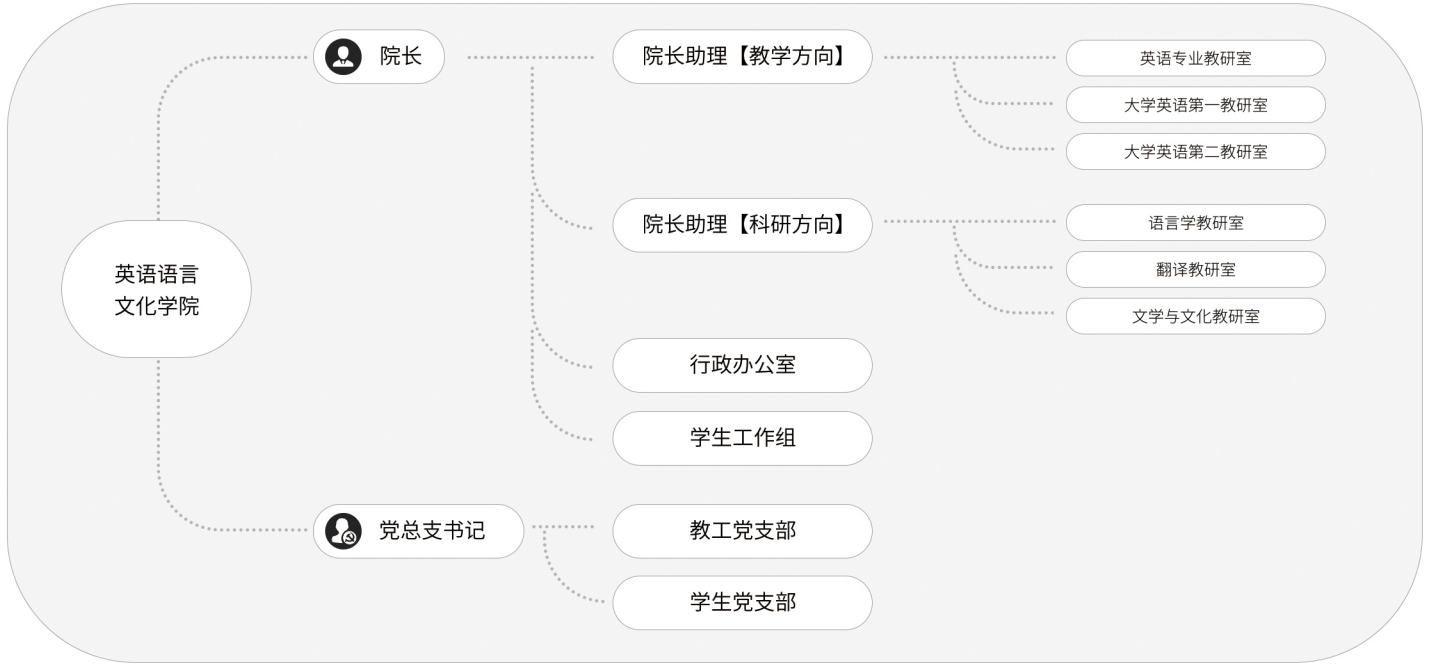 院长
院长助理【教学方向】
英语专业教研室
大学英语第一教研室
大学英语第二教研室
院长助理【科研方向】
语言学教研室
翻译教研室
文学与文化教研室
英语语言
文化学院
行政办公室
学生工作组
党总支书记
教工党支部
学生党支部